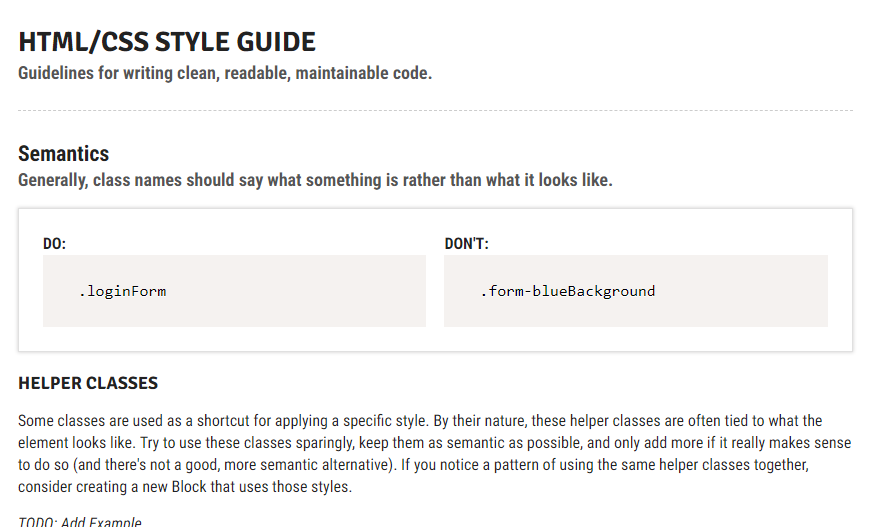 HTML/CSS STYLE GUIDE
Guidelines for writing clean, readable, maintainable code.
Semantics
Generally, class names should say what something is rather than what it looks like.
DO:
.loginForm
DON'T:
.form-blueBackground
HELPER CLASSES
Some classes are used as a shortcut for applying a specific style. By their nature, these helper classes are often tied to what the
element looks like. Try to use these classes sparingly, keep them as semantic as possible, and only add more if it really makes sense
to do so (and there's not a good, more semantic alternative). If you notice a pattern of using the same helper classes together,
consider creating a new Block that uses those styles.
TODO: Add Example